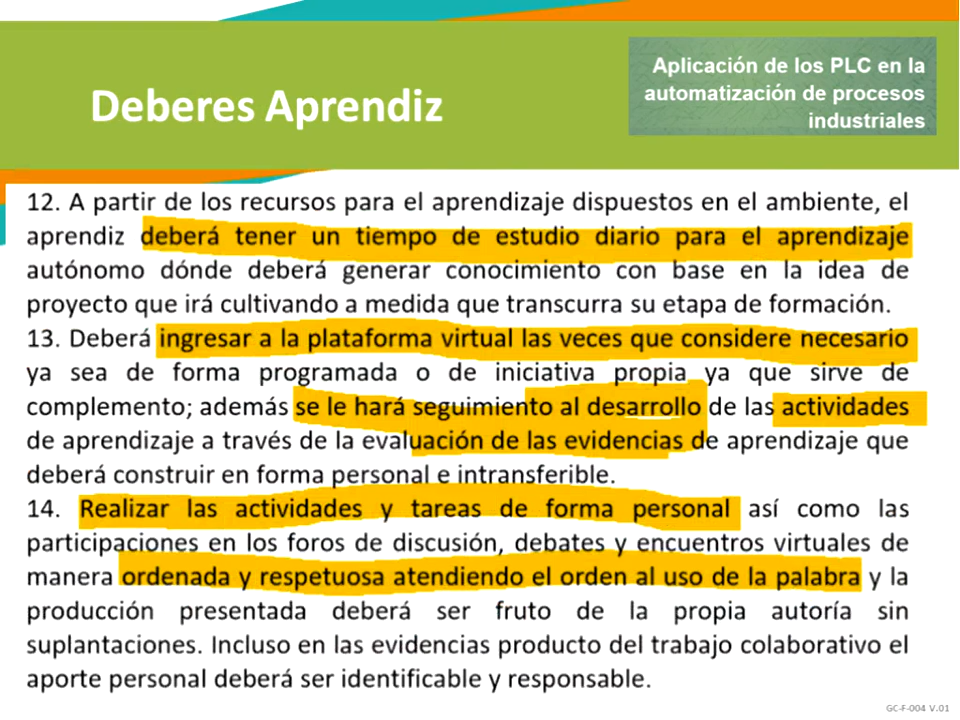 Deberes Aprendiz
Aplicación de los PLC en la
automatización de procesos
industriales
12. A partir de los recursos para el aprendizaje dispuestos en el ambiente, el
aprendiz deberá tener un tiempo de estudio diario para el aprendizaje
autónomo dónde deberá generar conocimiento con base en la idea de
proyecto que irá cultivando a medida que transcurra su etapa de formación.
13. Deberá ingresar a la plataforma virtual las veces que considere necesario
ya sea de forma programada o de iniciativa propia ya que sirve de
complemento; además se le hará seguimiento al desarrollo de las actividades
de aprendizaje a través de la evaluación de las evidencias de aprendizaje que
deberá construir en forma personal e intransferible.
14. Realizar las actividades y tareas de forma personal así como las
participaciones en los foros de discusión, debates y encuentros virtuales de
manera ordenada y respetuosa atendiendo el orden al uso de la palabra y la
producción presentada deberá ser fruto de la propia autoría sin
suplantaciones. Incluso en las evidencias producto del trabajo colaborativo el
aporte personal deberá ser identificable y responsable.
GC-F-004 V.01